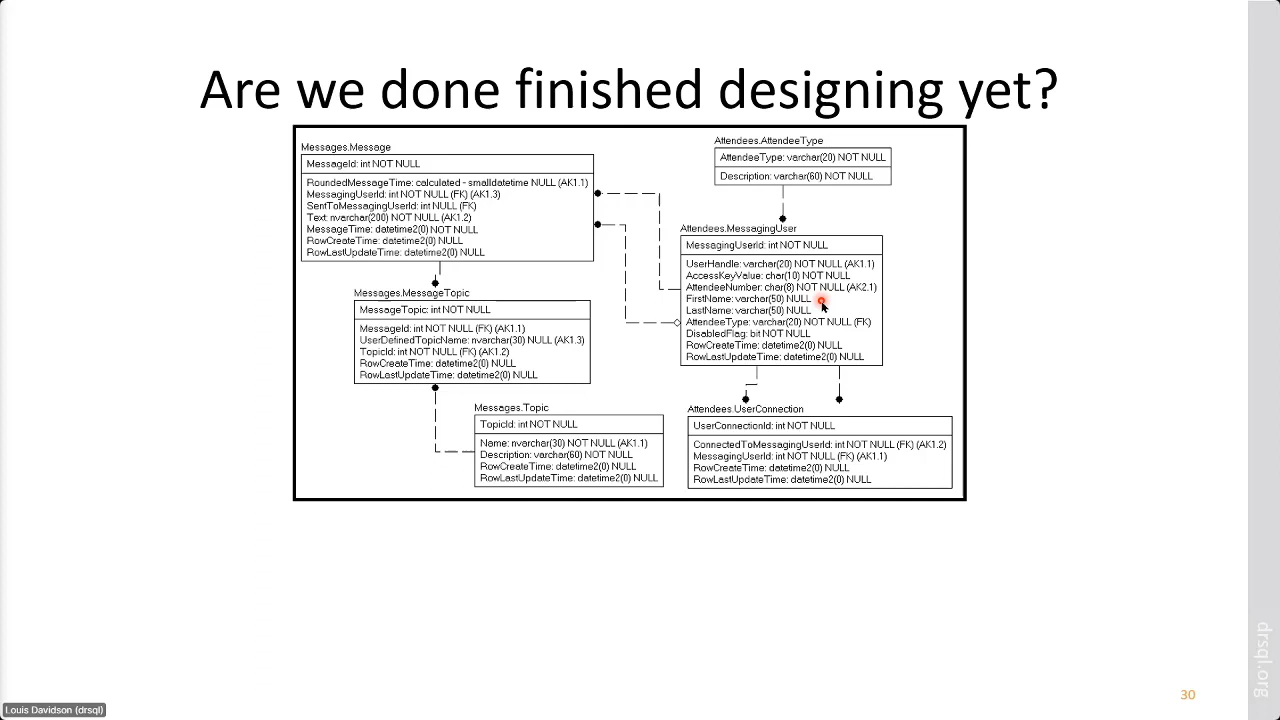 Are we done finished designing yet?
Messages.Message
MessageId: int NOT NULL
RoundedMessageTime: calculated - smalldatetime NULL (AK1.1)
MessagingUserId: int NOT NULL (FK) (AK1.3)
SentToMessagingUserId: int NULL (FK)
Text: nvarchar(200) NOT NULL (AK1.2)
MessageTime: datetime2(0) NOT NULL
RowCreateTime: datetime2(0) NULL
RowLastUpdateTime: datetime2(0) NULL
Messages.MessageTopic
MessageTopic: int NOT NULL
MessageId: int NOT NULL (FK) (AK1.1)
UserDefinedTopicName: nvarchar(30) NULL (AK1.3)
TopicId: int NOT NULL (FK) (AK1.2)
RowCreateTime: datetime2(0) NULL
RowLastUpdateTime: datetime2(0) NULL
Messages.Topic
TopicId: int NOT NULL
Name: nvarchar(30) NOT NULL (AK1.1)
Description: varchar(60) NOT NULL
RowCreateTime: datetime2(0) NULL
RowLastUpdateTime: datetime2(0) NULL
Attendees.AttendeeType
AttendeeType: varchar(20) NOT NULL
Description: varchar(60) NOT NULL
Attendees.MessagingUser
MessagingUserId: int NOT NULL
UserHandle: varchar(20) NOT NULL (AK1.1)
AccessKeyValue: char(10) NOT NULL
AttendeeNumber: char(8) NOT NULL (AK2.1)
FirstName: varchar(50) NULL
LastName: varchar(50) NULL
AttendeeType: varchar(20) NOT NULL (FK)
DisabledFlag: bit NOT NULL
RowCreateTime: datetime2(0) NULL
RowLastUpdateTime: datetime2(0) NULL
Attendees.UserConnection
UserConnectionId: int NOT NULL
ConnectedToMessagingUserId: int NOT NULL (FK) (AK1.2)
MessagingUserId: int NOT NULL (FK) (AK1.1)
RowCreateTime: datetime2(0) NULL
RowLastUpdateTime: datetime2(0) NULL
drsql.org
30
Louis Davidson (drsql)